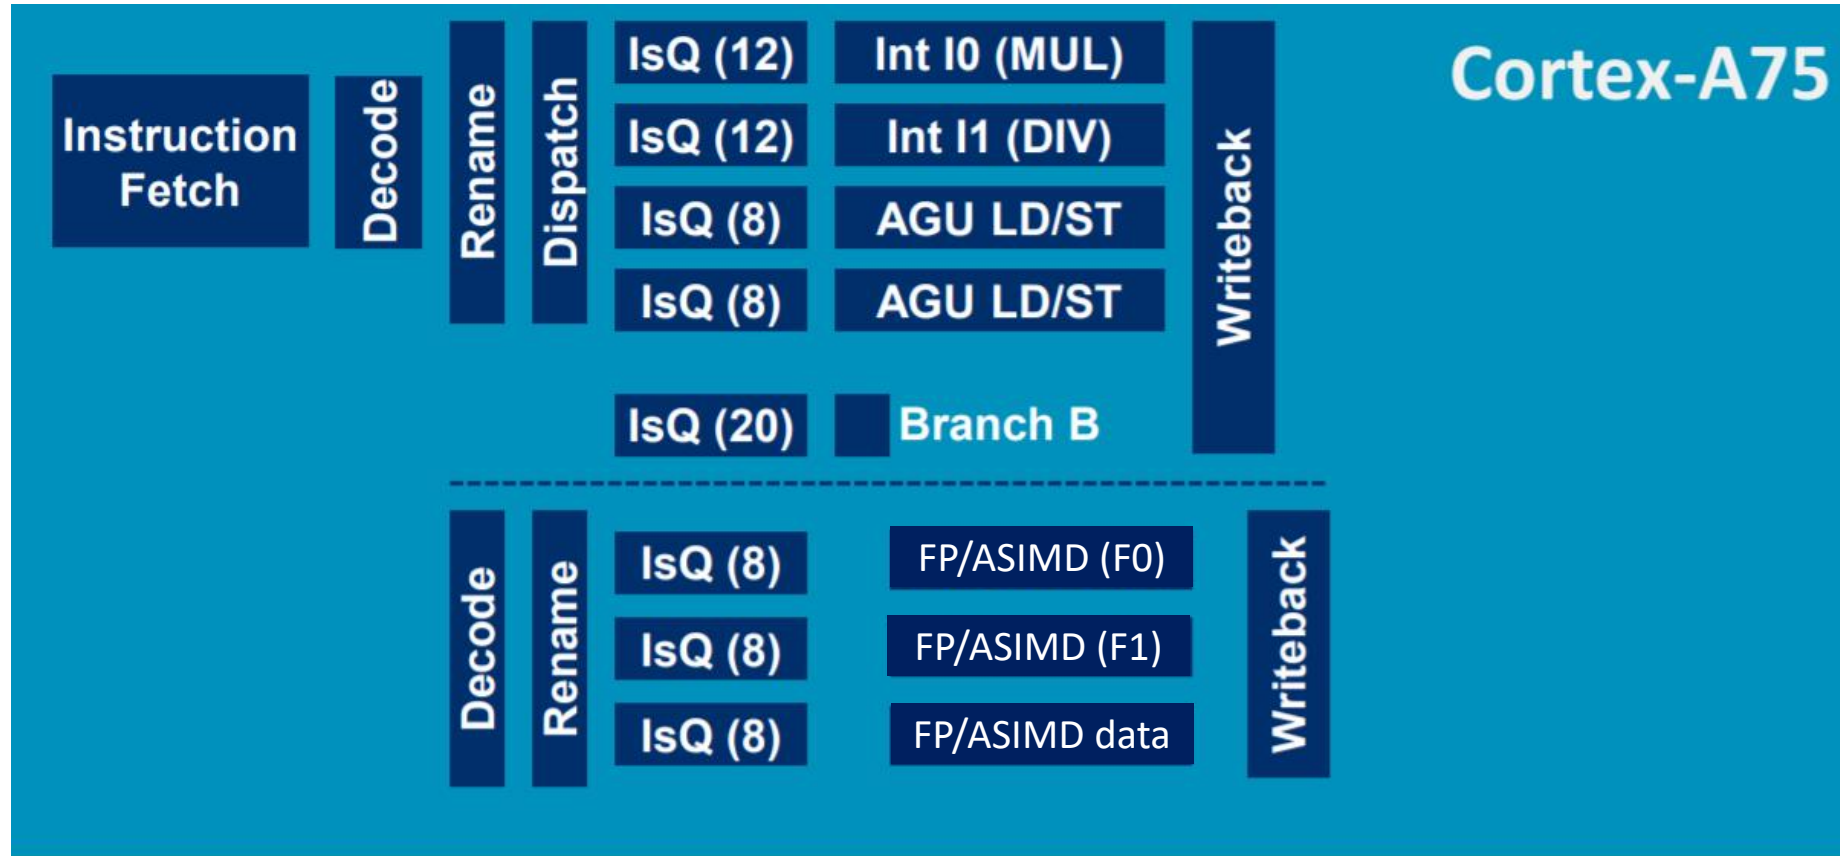 Cortex-A75
Instruction
Fetch
Decode
Rename
Dispatch
IsQ (12)
Int I0 (MUL)
IsQ (12)
Int I1 (DIV)
IsQ (8)
AGU LD/ST
IsQ (8)
AGU LD/ST
IsQ (20)
Branch B
Writeback
Decode
Rename
IsQ (8)
FP/ASIMD (F0)
IsQ (8)
FP/ASIMD (F1)
IsQ (8)
FP/ASIMD data
Writeback